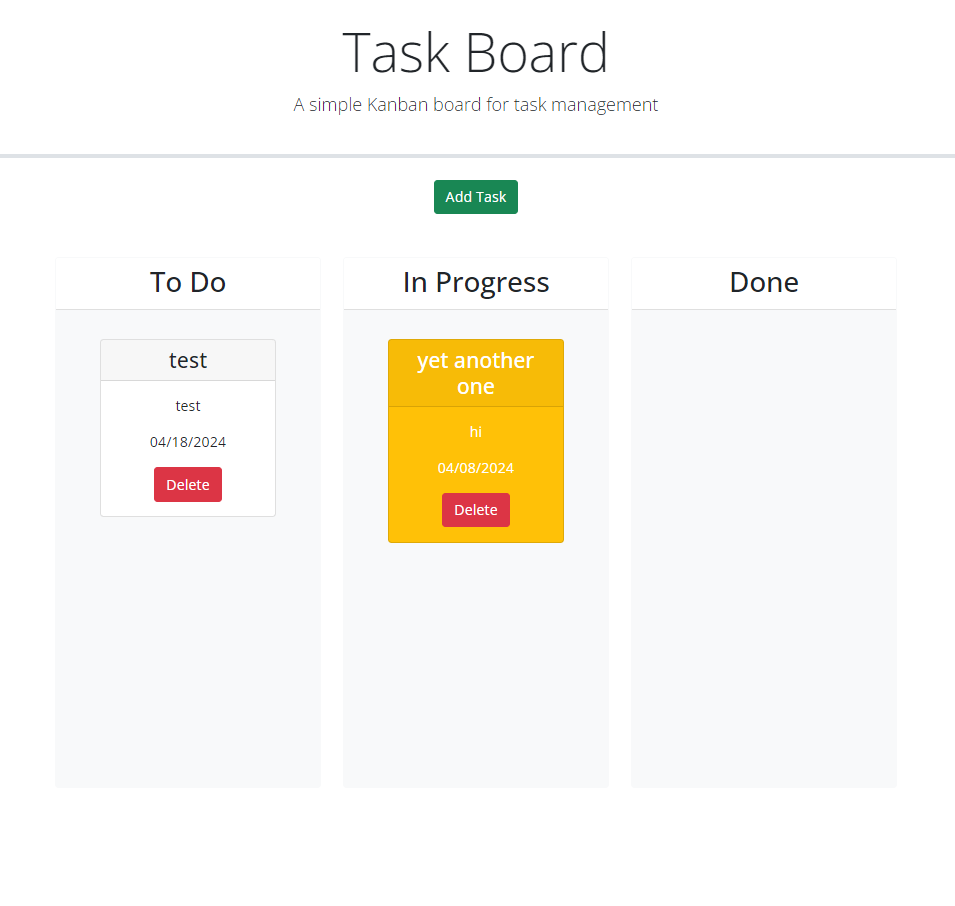 Task Board
A simple Kanban board for task management
Add Task
To Do
test
test
04/18/2024
Delete
In Progress
yet another
one
hi
04/08/2024
Delete
Done